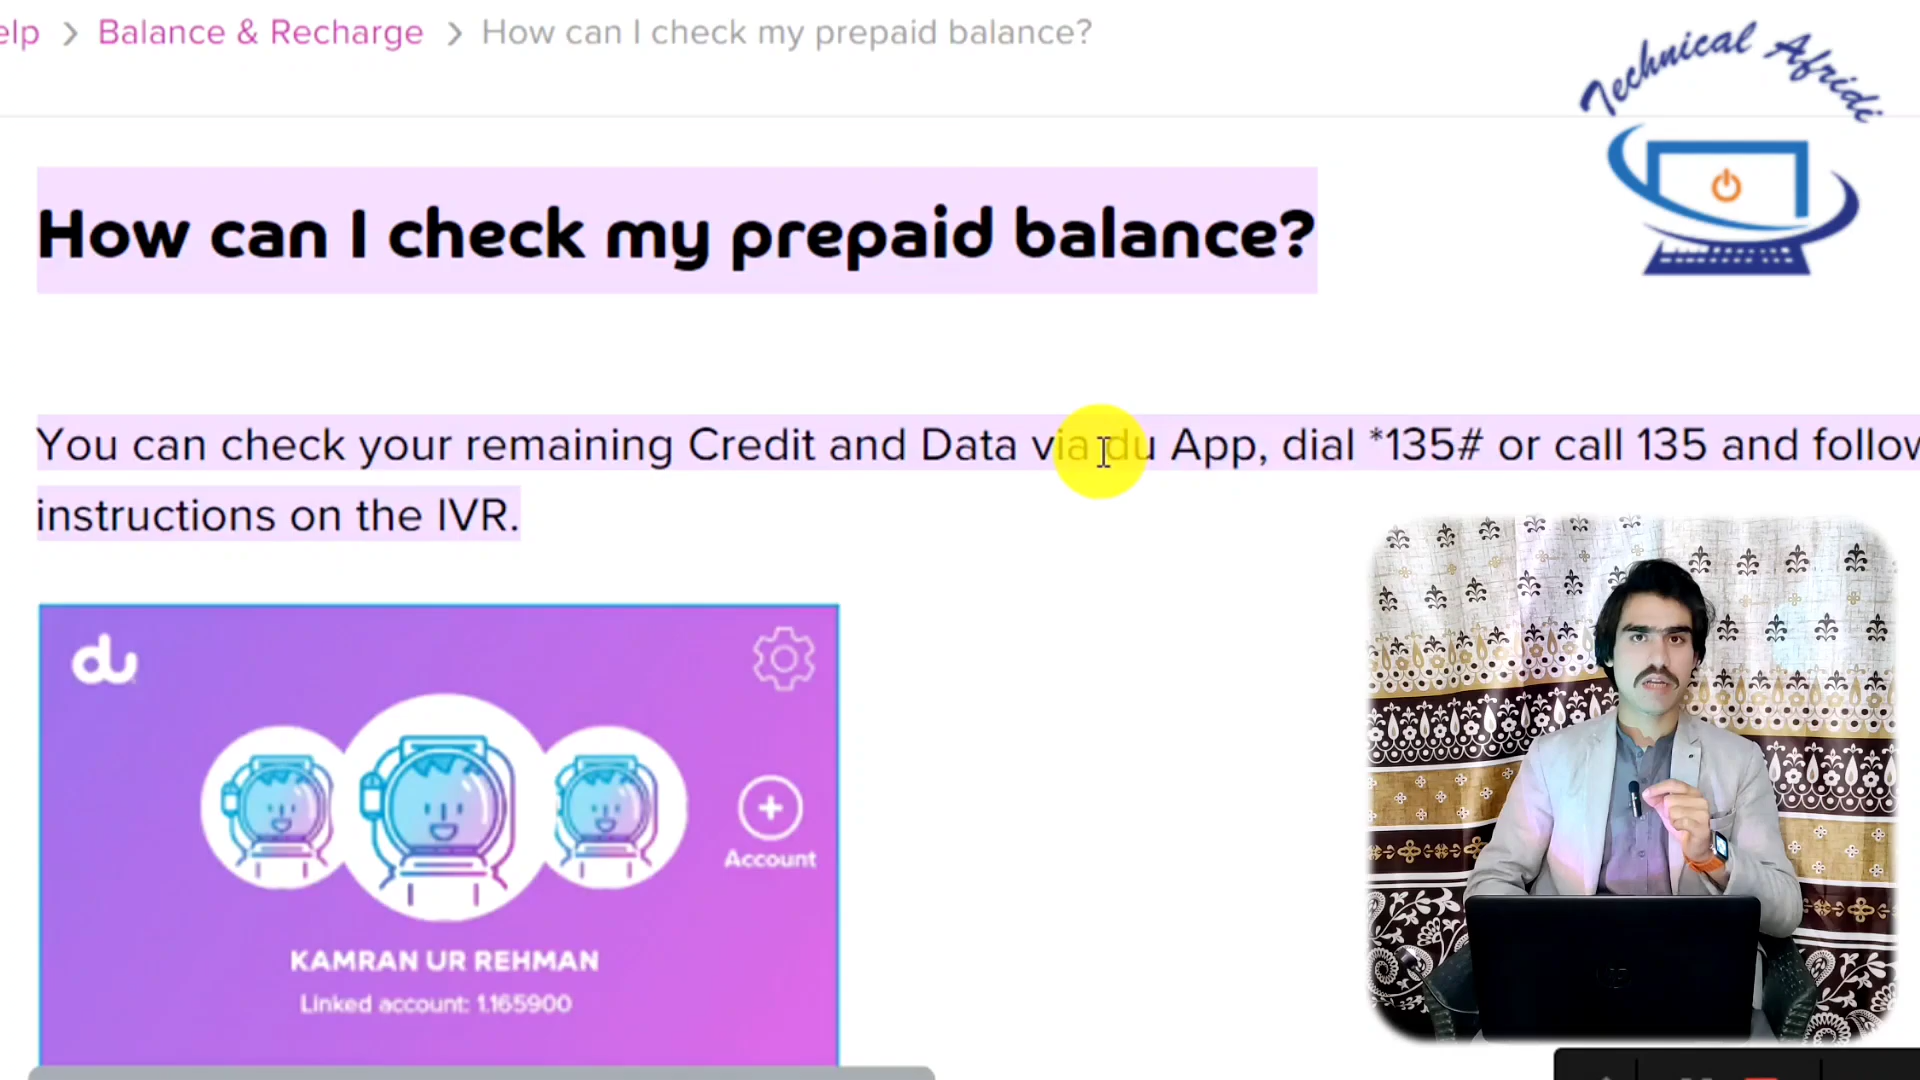 elp > Balance & Recharge > How can I check my prepaid balance?
Technical Afridi
How can I check my prepaid balance?
You can check your remaining Credit and Data via du App, dial *135# or call 135 and follow
instructions on the IVR.
du
Account
KAMRAN UR REHMAN
Linked account: 1.165900